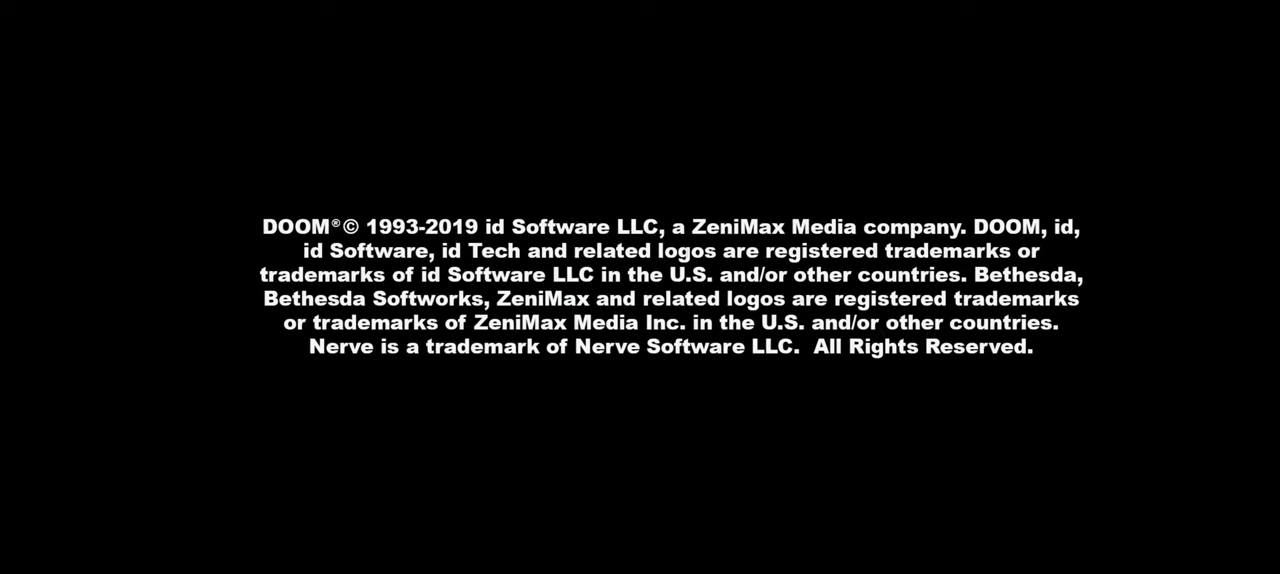 DOOM®© 1993-2019 id Software LLC, a ZeniMax Media company. DOOM, id,
id Software, id Tech and related logos are registered trademarks or
trademarks of id Software LLC in the U.S. and/or other countries. Bethesda,
Bethesda Softworks, ZeniMax and related logos are registered trademarks
or trademarks of ZeniMax Media Inc. in the U.S. and/or other countries.
Nerve is a trademark of Nerve Software LLC.  All Rights Reserved.